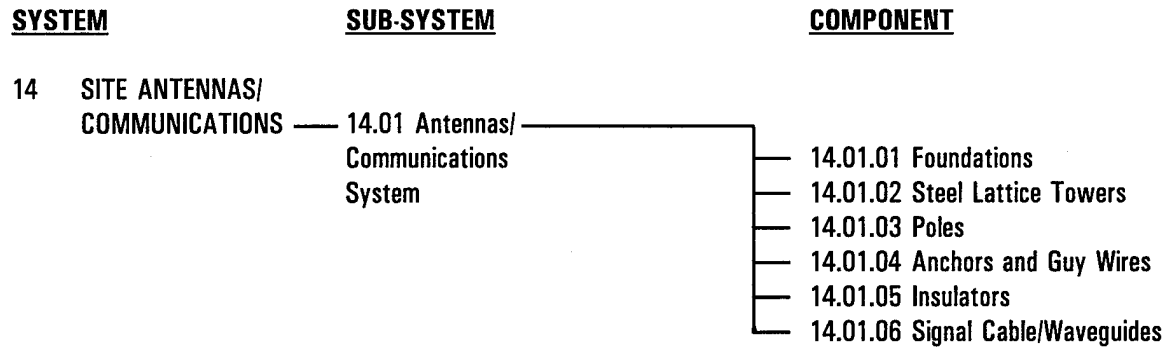 SYSTEM SUB-SYSTEM COMPONENT
14 SITE ANTENNAS/
COMMUNICATIONS 14.01 Antennas/
Communications
System
14.01.01 Foundations
14.01.02 Steel Lattice Towers
14.01.03 Poles
14.01.04 Anchors and Guy Wires
14.01.05 Insulators
14.01.06 Signal Cable/Waveguides